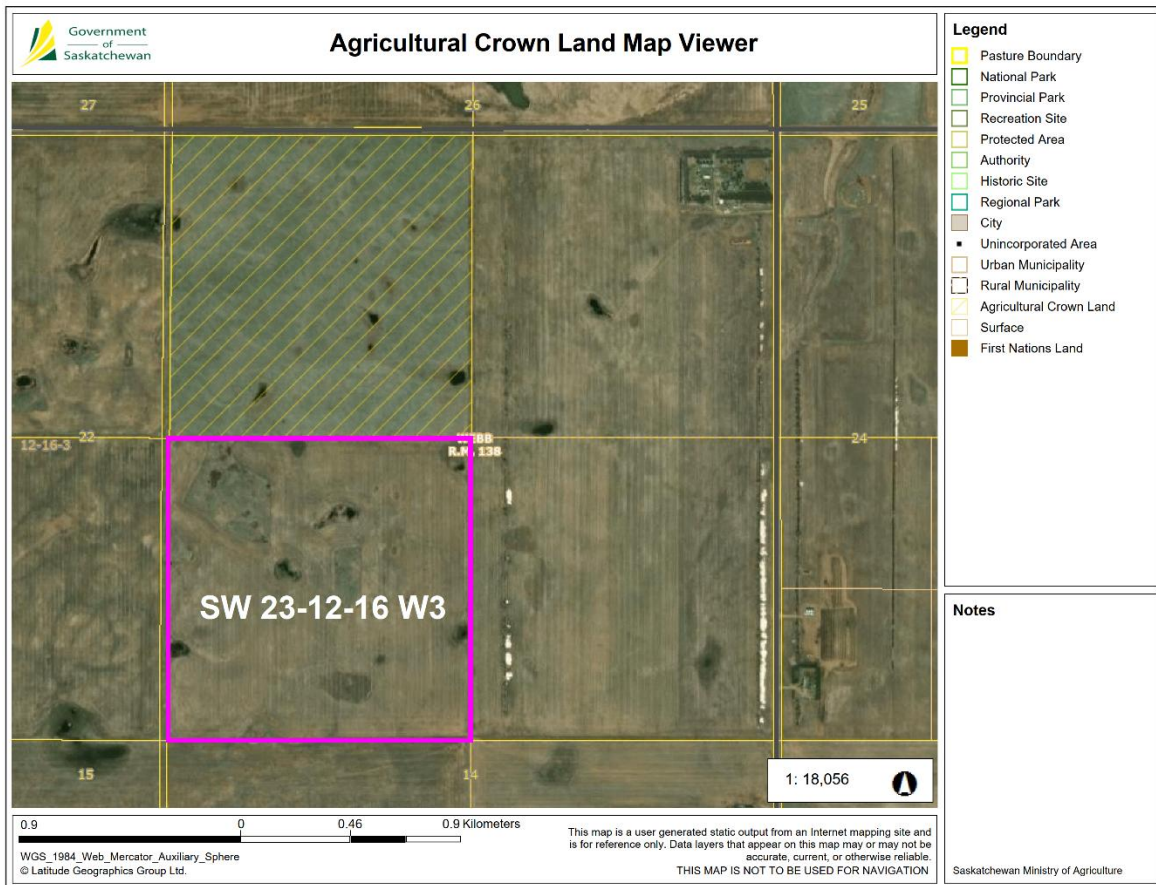 Government
of
Saskatchewan
Agricultural Crown Land Map Viewer
27
26
25
22
12-16-3
WEBB
R.M. 138
24
SW 23-12-16 W3
15
14
1: 18,056
0.9
0
0.46
0.9 Kilometers
WGS_1984_Web_Mercator_Auxiliary_Sphere
© Latitude Geographics Group Ltd.
This map is a user generated static output from an Internet mapping site and
is for reference only. Data layers that appear on this map may or may not be
accurate, current, or otherwise reliable.
THIS MAP IS NOT TO BE USED FOR NAVIGATION
Legend
Pasture Boundary
National Park
Provincial Park
Recreation Site
Protected Area
Authority
Historic Site
Regional Park
City
Unincorporated Area
Urban Municipality
Rural Municipality
Agricultural Crown Land
Surface
First Nations Land
Notes
Saskatchewan Ministry of Agriculture